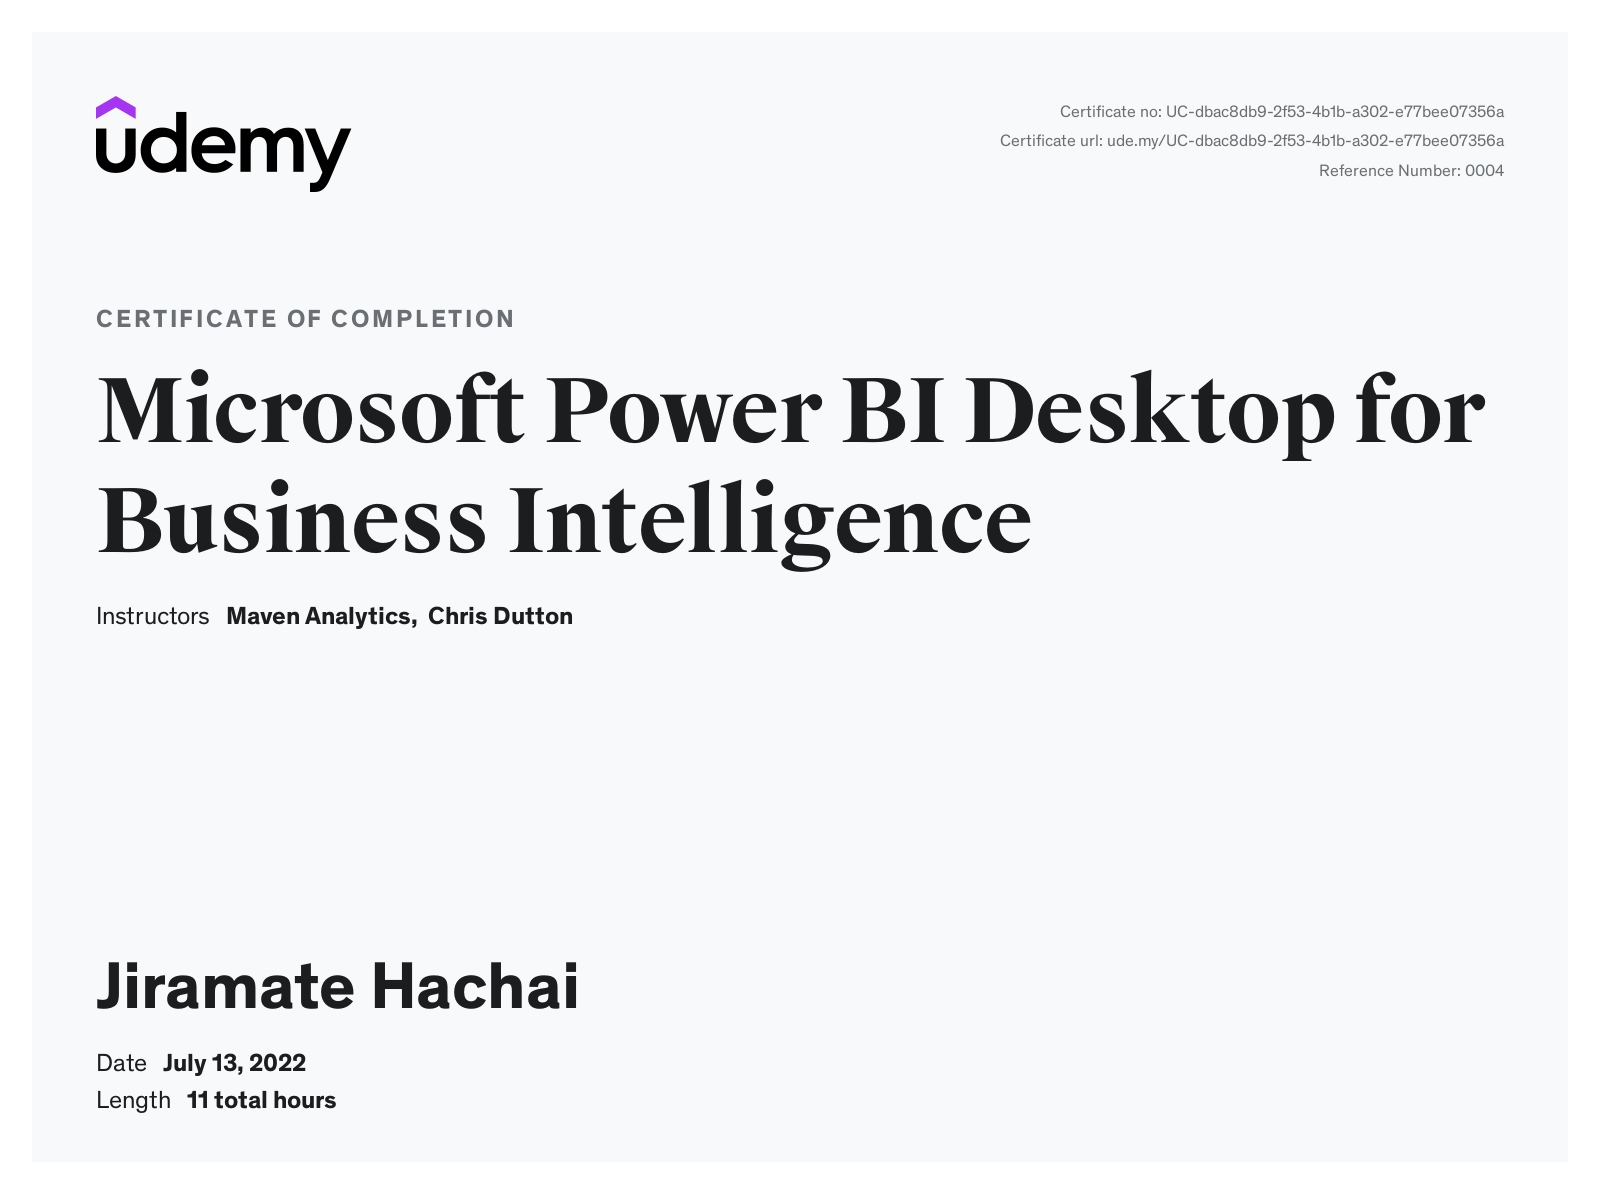 udemy
Certificate no: UC-dbac8db9-2f53-4b1b-a302-e77bee07356a
Certificate url: ude.my/UC-dbac8db9-2f53-4b1b-a302-e77bee07356a
Reference Number: 0004
CERTIFICATE OF COMPLETION
Microsoft Power BI Desktop for
Business Intelligence
Instructors Maven Analytics, Chris Dutton
Jiramate Hachai
Date July 13, 2022
Length 11 total hours